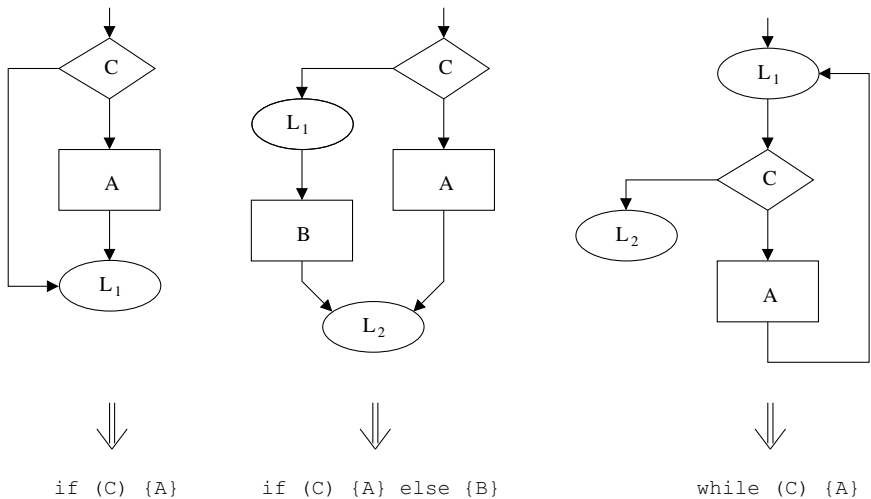 C
A
L1
if (C) {A}
C
L1
A
B
L2
if (C) {A} else {B}
L1
C
L2
A
while (C) {A}